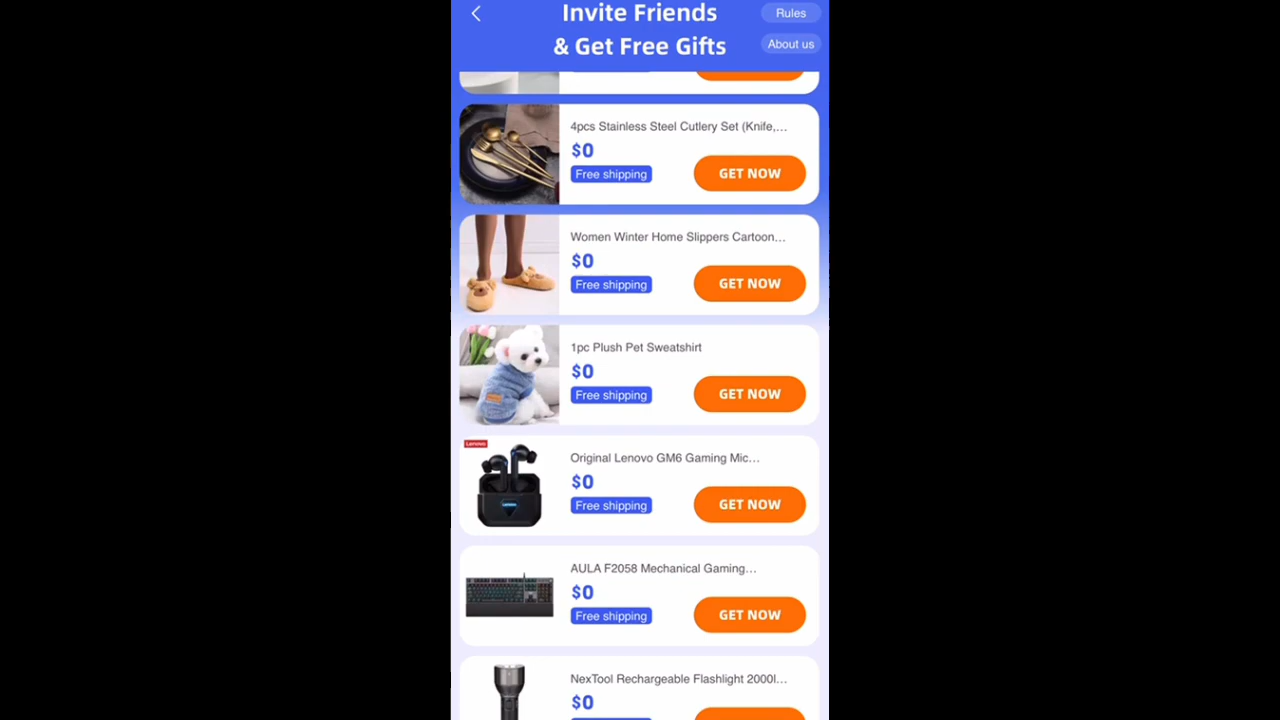 Invite Friends
& Get Free Gifts
Rules
About us
4pcs Stainless Steel Cutlery Set (Knife,...
$0
Free shipping
GET NOW
Women Winter Home Slippers Cartoon...
$0
Free shipping
GET NOW
1pc Plush Pet Sweatshirt
$0
Free shipping
GET NOW
Lenovo
Lenovo
Original Lenovo GM6 Gaming Mic...
$0
Free shipping
GET NOW
AULA F2058 Mechanical Gaming...
$0
Free shipping
GET NOW
NexTool Rechargeable Flashlight 2000l...
$0